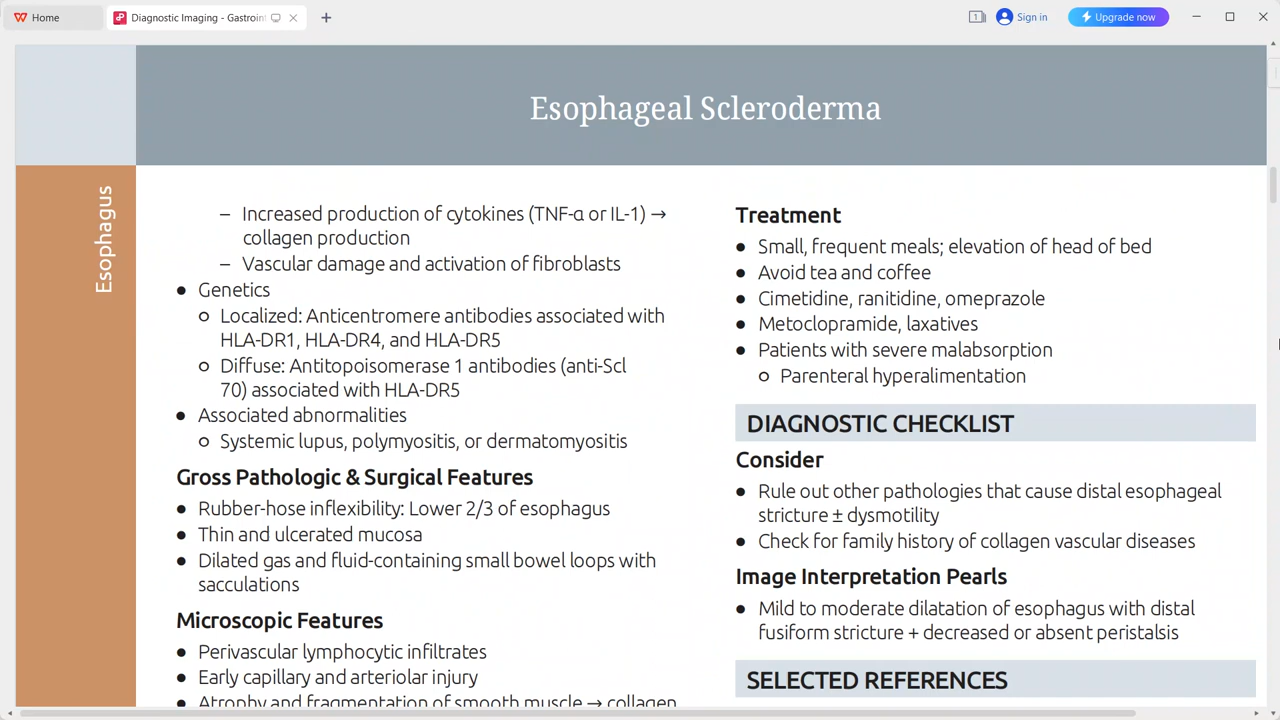 Home
Diagnostic Imaging - Gastroin
1
Sign in
Upgrade now
Esophageal Scleroderma
Esophagus
– Increased production of cytokines (TNF-α or IL-1) →
collagen production
– Vascular damage and activation of fibroblasts
● Genetics
○ Localized: Anticentromere antibodies associated with
HLA-DR1, HLA-DR4, and HLA-DR5
○ Diffuse: Antitopoisomerase 1 antibodies (anti-Scl
70) associated with HLA-DR5
● Associated abnormalities
○ Systemic lupus, polymyositis, or dermatomyositis
Gross Pathologic & Surgical Features
● Rubber-hose inflexibility: Lower 2/3 of esophagus
● Thin and ulcerated mucosa
● Dilated gas and fluid-containing small bowel loops with
sacculations
Microscopic Features
● Perivascular lymphocytic infiltrates
● Early capillary and arteriolar injury
● Atrophy and fragmentation of smooth muscle → collagen
Treatment
● Small, frequent meals; elevation of head of bed
● Avoid tea and coffee
● Cimetidine, ranitidine, omeprazole
● Metoclopramide, laxatives
● Patients with severe malabsorption
○ Parenteral hyperalimentation
DIAGNOSTIC CHECKLIST
Consider
● Rule out other pathologies that cause distal esophageal
stricture ± dysmotility
● Check for family history of collagen vascular diseases
Image Interpretation Pearls
● Mild to moderate dilatation of esophagus with distal
fusiform stricture + decreased or absent peristalsis
SELECTED REFERENCES